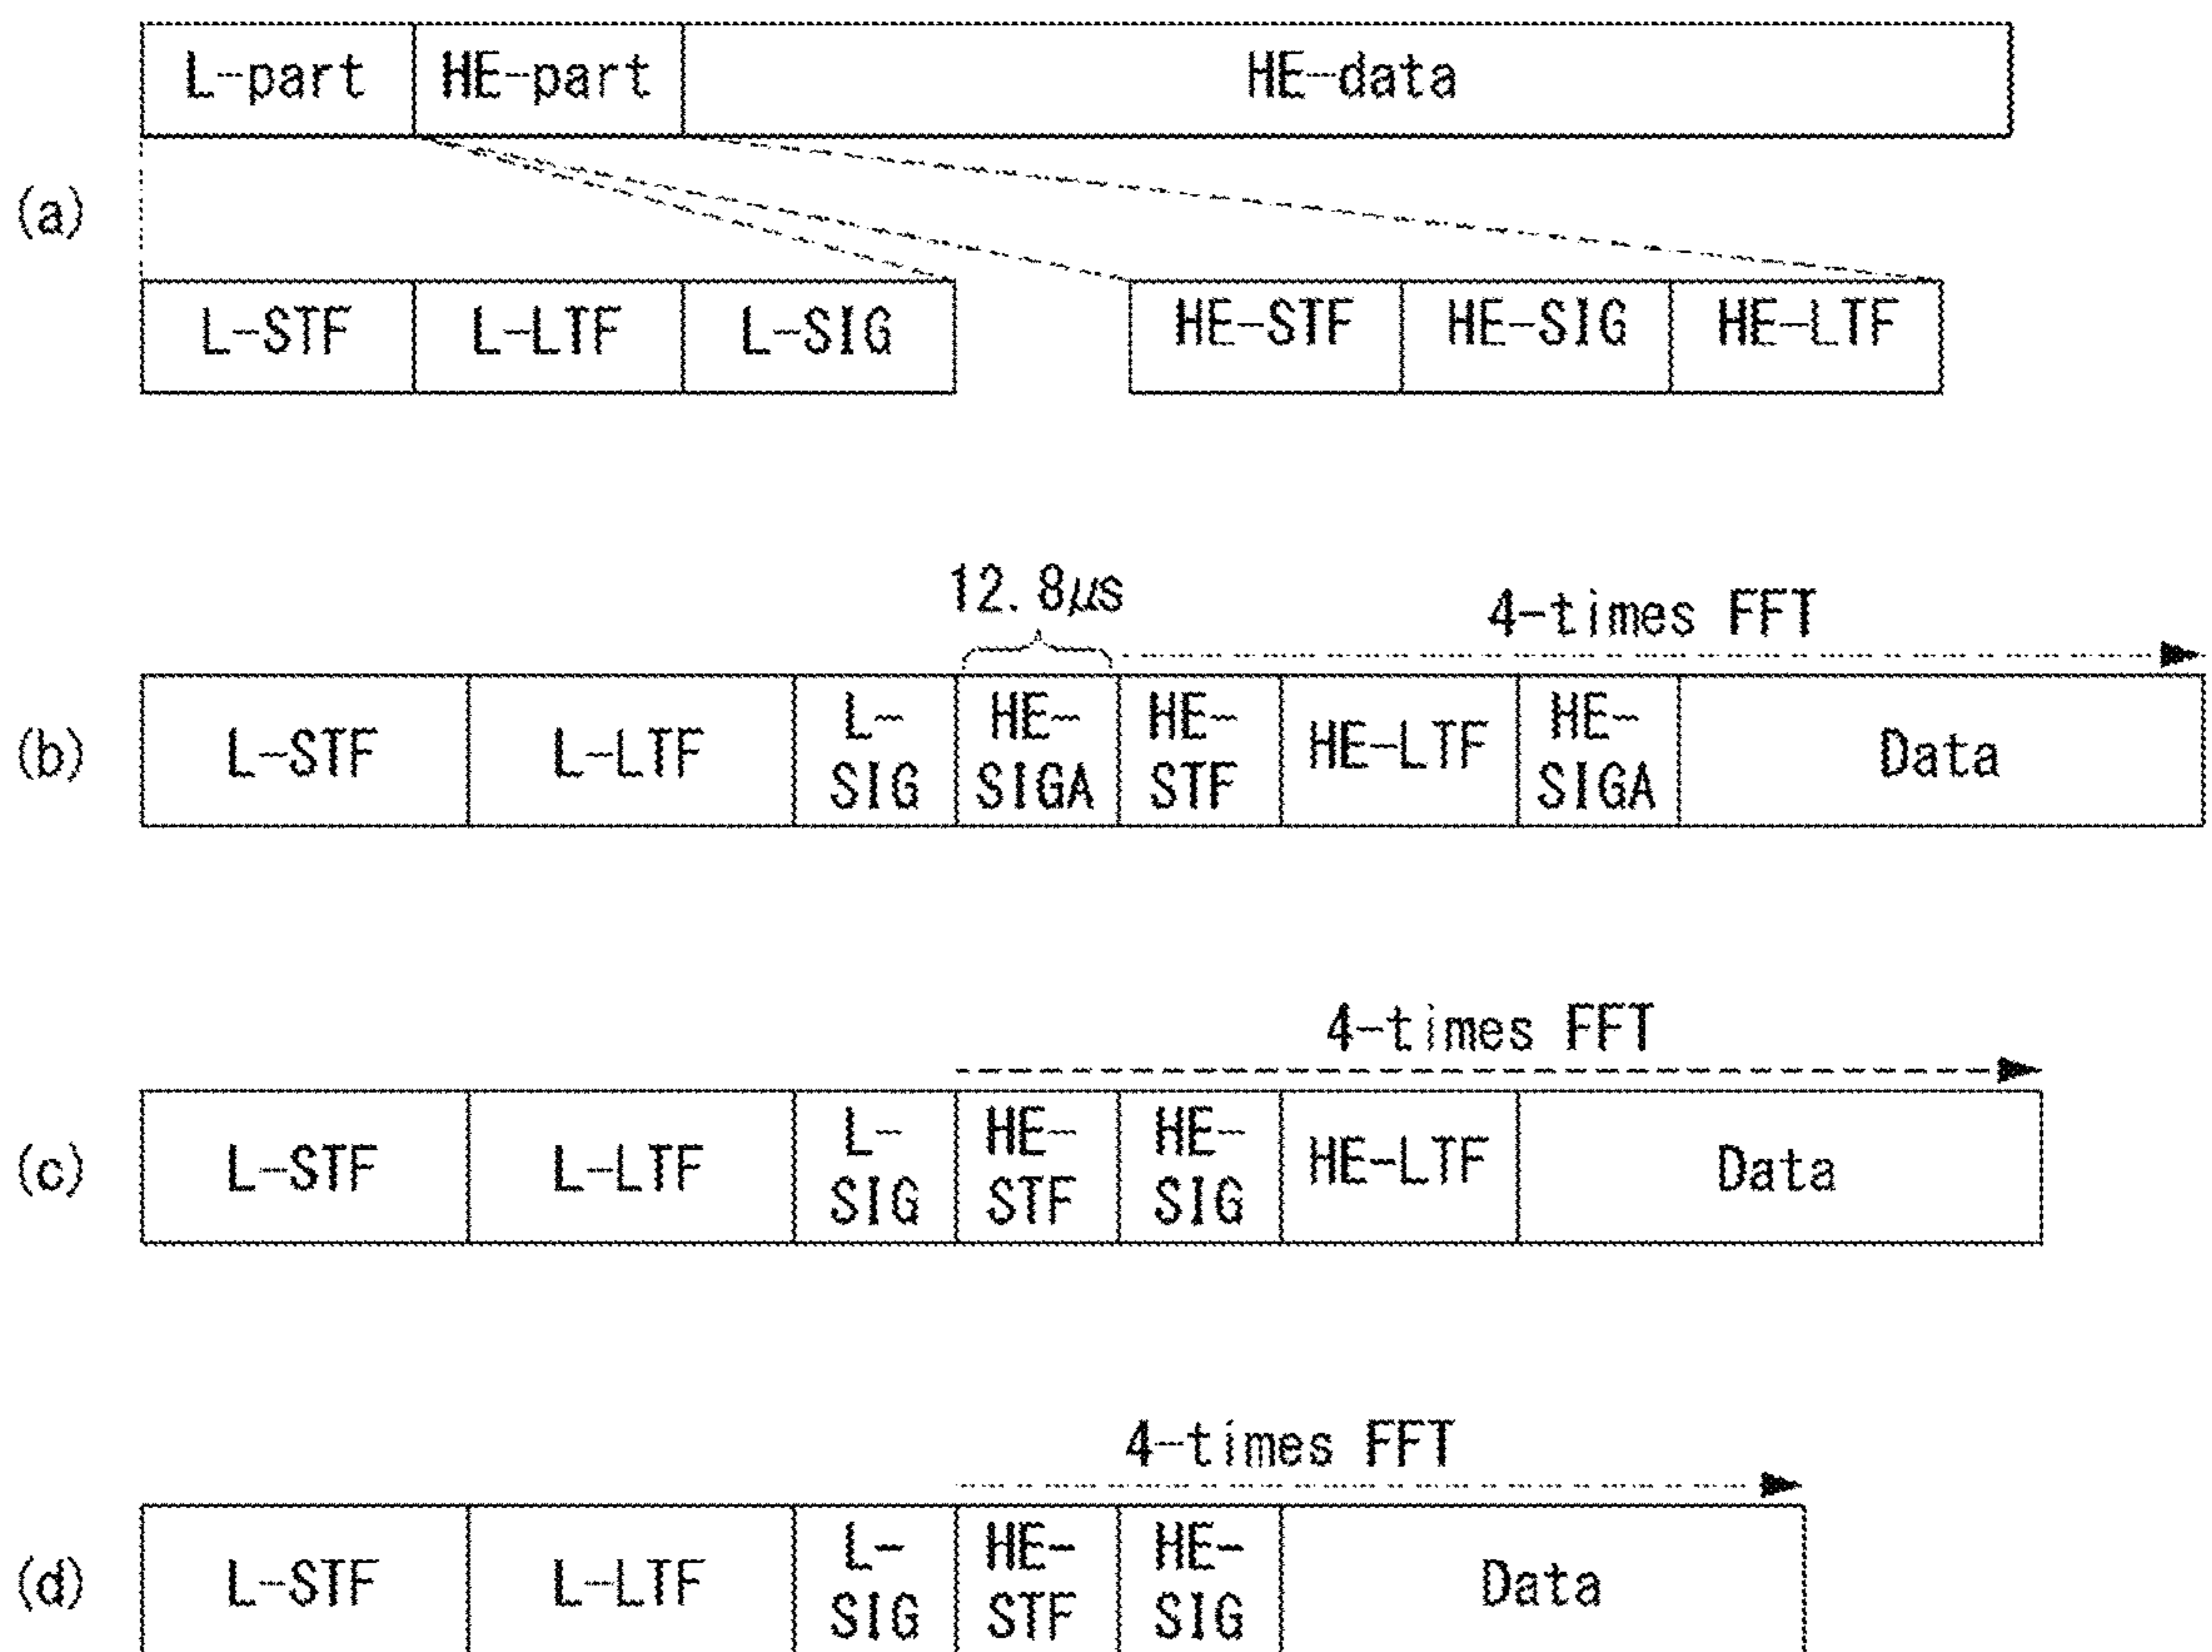 L-part HE-part HE-data
(a)
L-STF L-LTF L-SIG HE-STF HE-SIG HE-LTF
12.8μs
4-times FFT
(b)
L-STF L-LTF L-SIG HE-SIGA HE-STF HE-LTF HE-SIGA Data
4-times FFT
(c)
L-STF L-LTF L-SIG HE-STF HE-SIG HE-LTF Data
4-times FFT
(d)
L-STF L-LTF L-SIG HE-STF HE-SIG Data